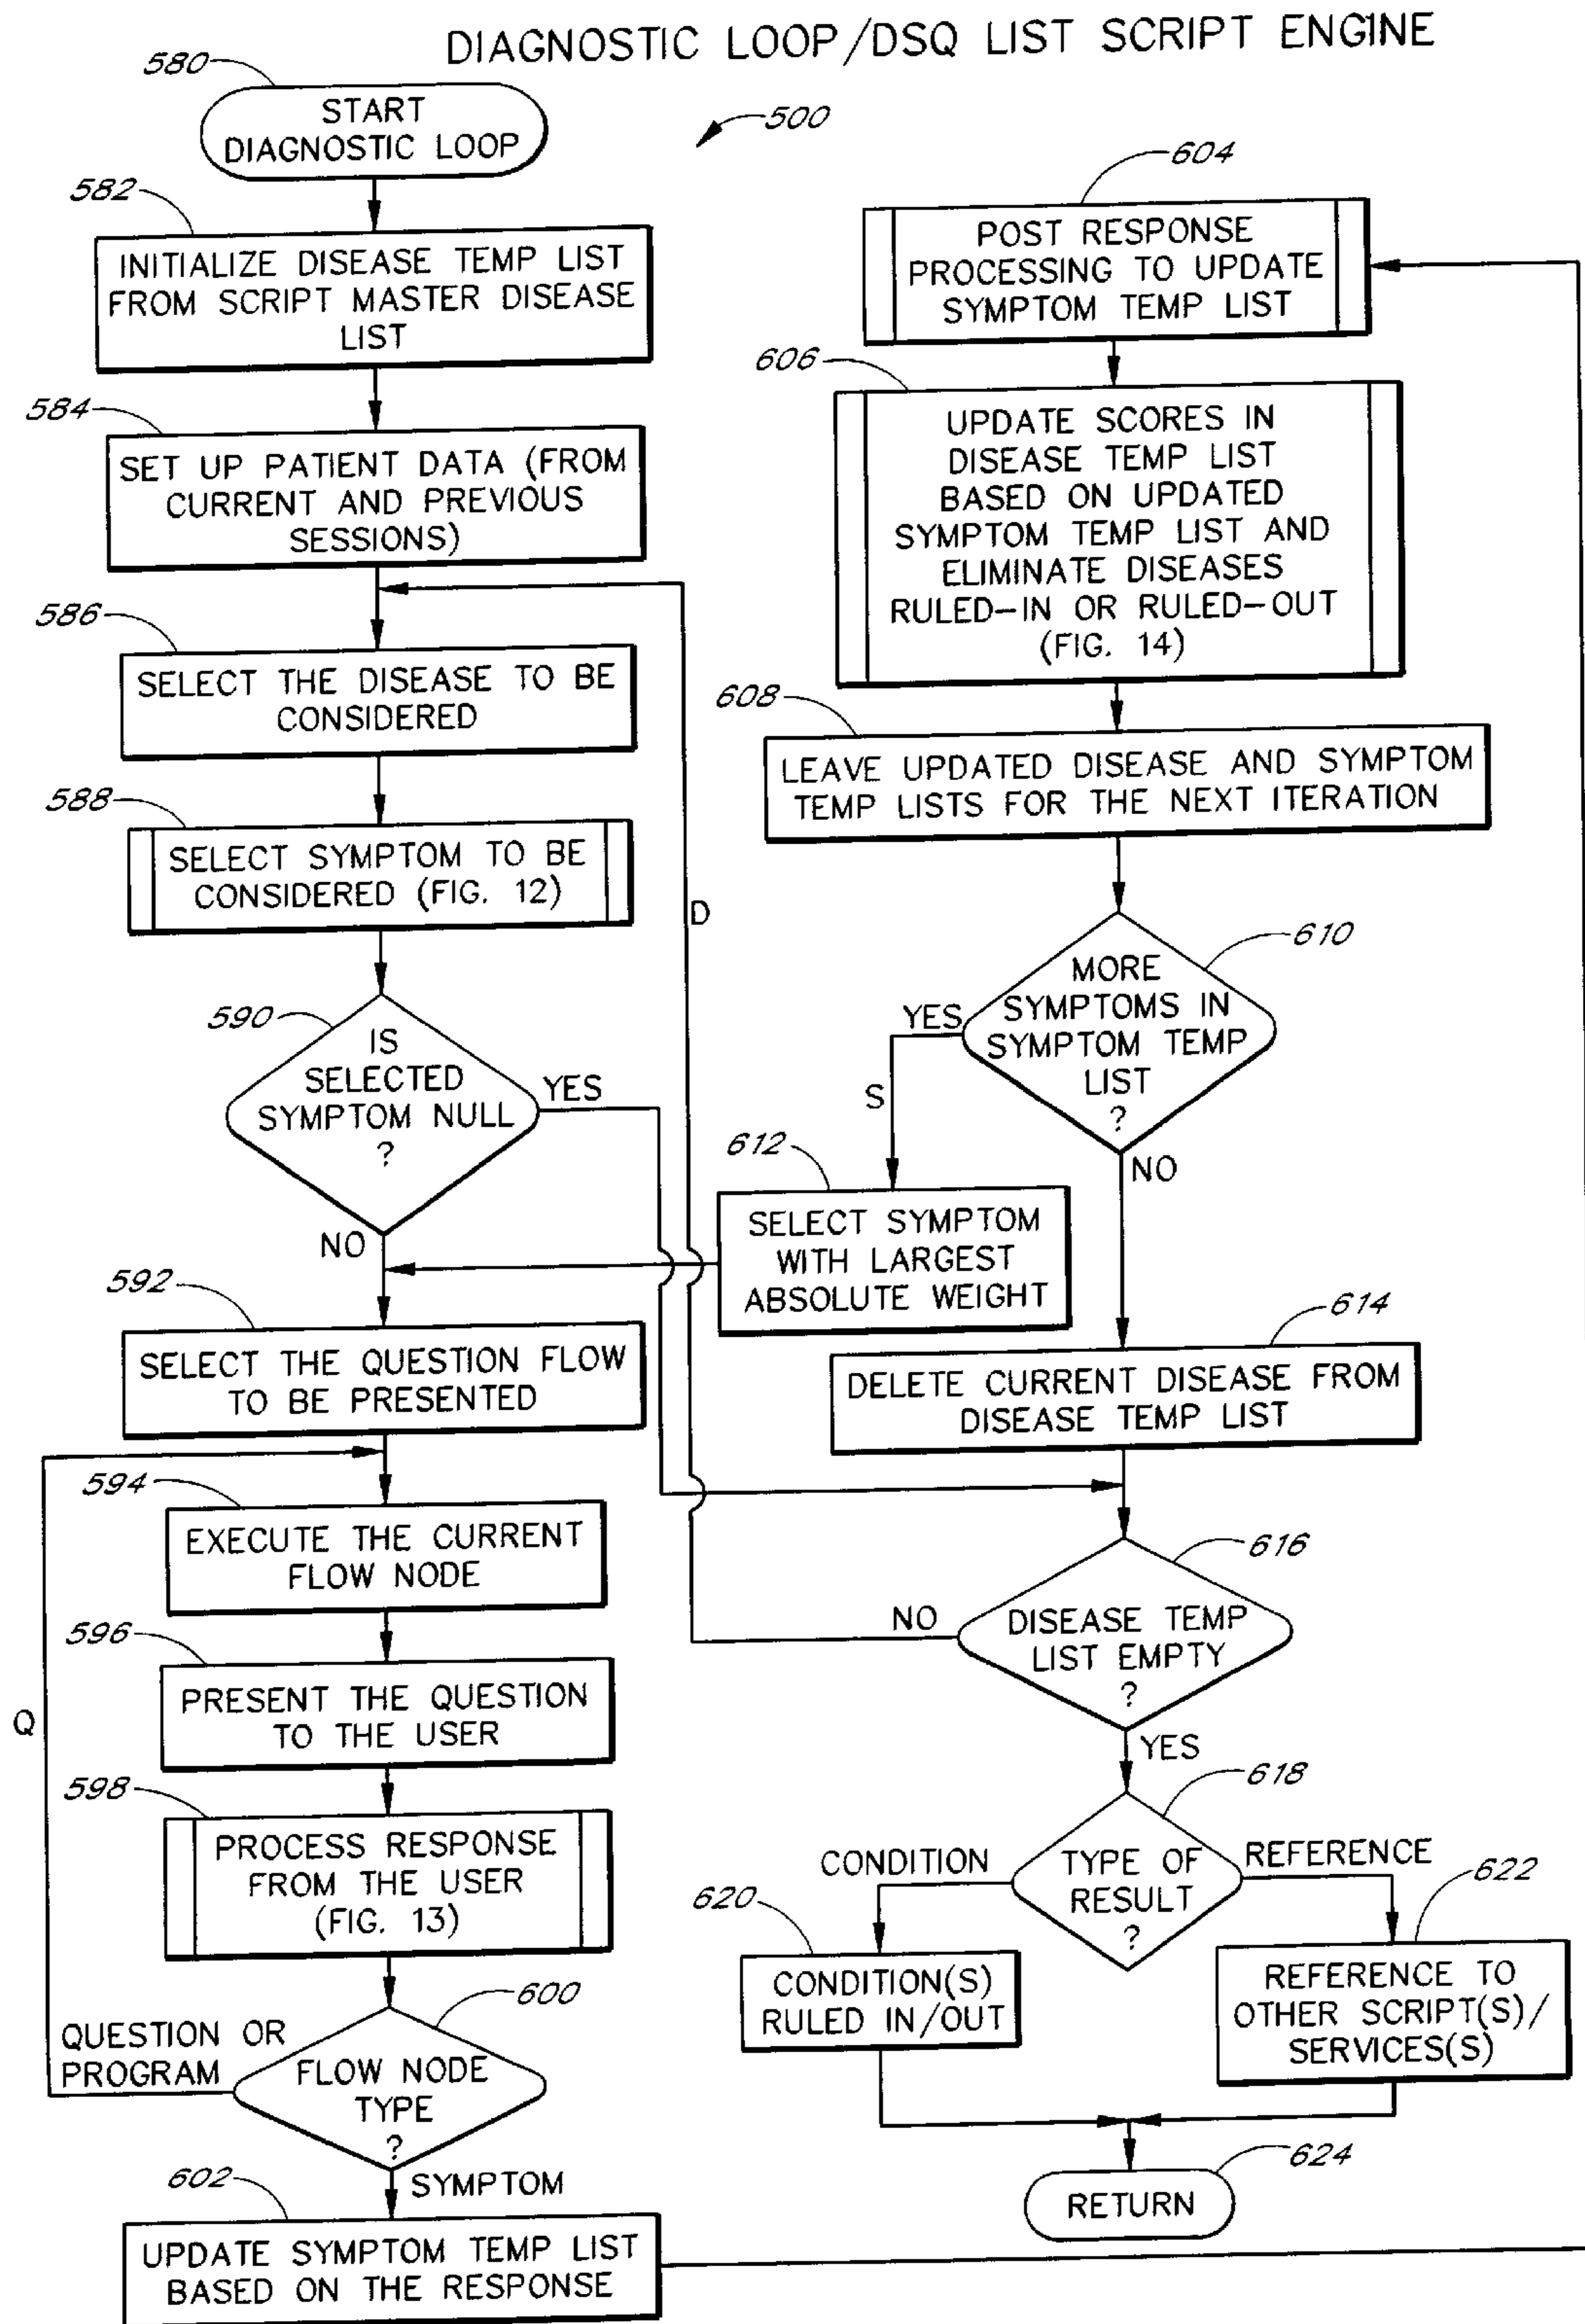 DIAGNOSTIC LOOP/DSQ LIST SCRIPT ENGINE
500
580
START
DIAGNOSTIC LOOP
582
INITIALIZE DISEASE TEMP LIST
FROM SCRIPT MASTER DISEASE
LIST
584
SET UP PATIENT DATA (FROM
CURRENT AND PREVIOUS
SESSIONS)
586
SELECT THE DISEASE TO BE
CONSIDERED
588
SELECT SYMPTOM TO BE
CONSIDERED (FIG. 12)
D
590
IS
SELECTED
SYMPTOM NULL
?
YES
NO
592
SELECT THE QUESTION FLOW
TO BE PRESENTED
594
EXECUTE THE CURRENT
FLOW NODE
596
PRESENT THE QUESTION
TO THE USER
Q
598
PROCESS RESPONSE
FROM THE USER
(FIG. 13)
600
QUESTION OR
PROGRAM
FLOW NODE
TYPE
?
SYMPTOM
602
UPDATE SYMPTOM TEMP LIST
BASED ON THE RESPONSE
604
POST RESPONSE
PROCESSING TO UPDATE
SYMPTOM TEMP LIST
606
UPDATE SCORES IN
DISEASE TEMP LIST
BASED ON UPDATED
SYMPTOM TEMP LIST AND
ELIMINATE DISEASES
RULED-IN OR RULED-OUT
(FIG. 14)
608
LEAVE UPDATED DISEASE AND SYMPTOM
TEMP LISTS FOR THE NEXT ITERATION
610
MORE
SYMPTOMS IN
SYMPTOM TEMP
LIST
?
YES
S
NO
612
SELECT SYMPTOM
WITH LARGEST
ABSOLUTE WEIGHT
614
DELETE CURRENT DISEASE FROM
DISEASE TEMP LIST
616
DISEASE TEMP
LIST EMPTY
?
NO
YES
618
TYPE OF
RESULT
?
CONDITION
REFERENCE
620
CONDITION(S)
RULED IN/OUT
622
REFERENCE TO
OTHER SCRIPT(S)/
SERVICES(S)
624
RETURN